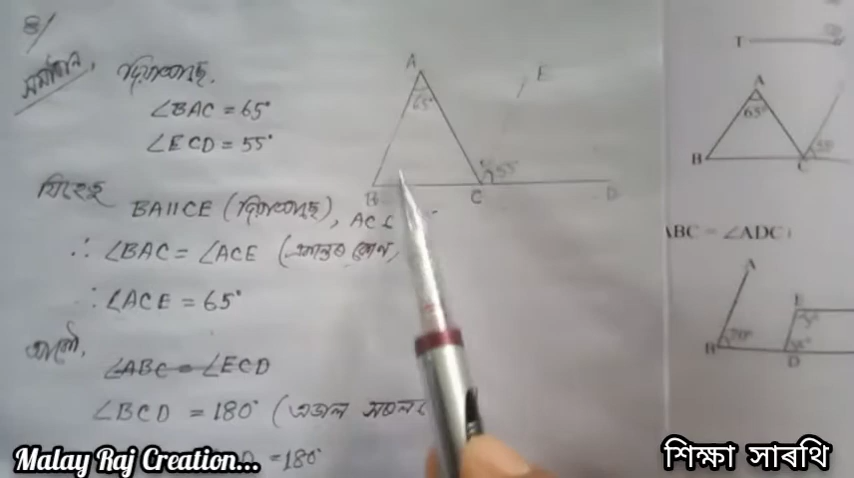 8/
সমাধান, দিয়া আছে,
∠BAC = 65°
∠ECD = 55°
যিহেতু
BA॥CE (দিয়া আছে), AC
∴ ∠BAC = ∠ACE (একান্তৰ কোণ)
∴ ∠ACE = 65°
আকৌ,
∠ABC = ∠ECD
∠BCD = 180° (
= 180°
A
65°
E
55°
B
C
D
T
A
65°
B
C
55°
ABC = ∠ADC
A
E
B
D
Malay Raj Creation...
শিক্ষা সাৰথি